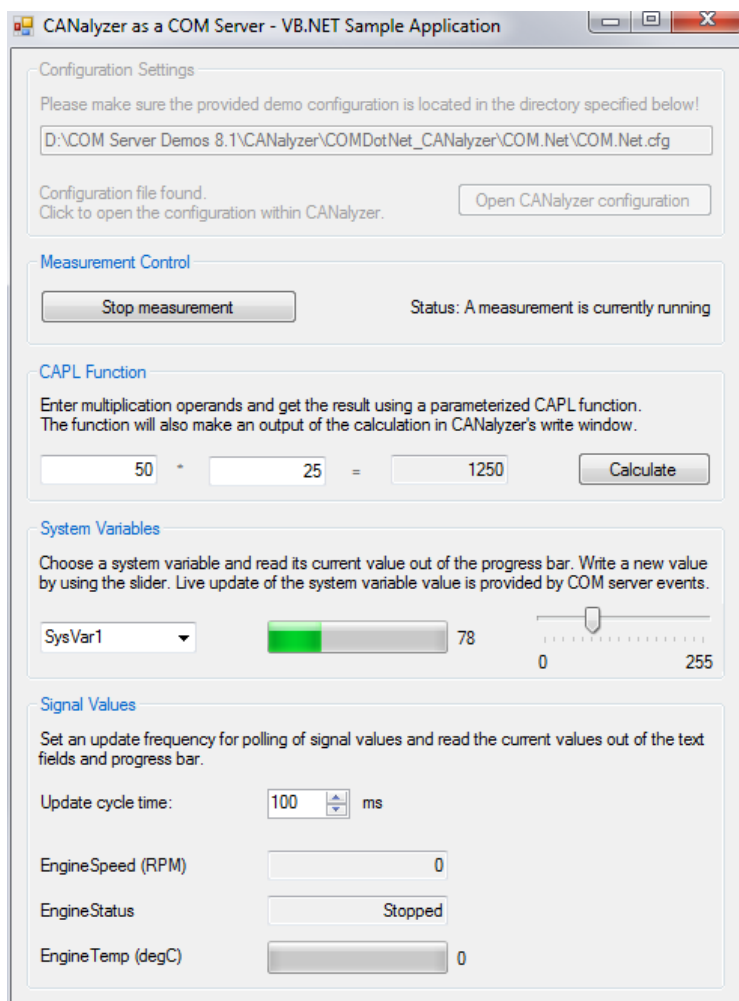 CANalyzer as a COM Server - VB.NET Sample Application
Configuration Settings
Please make sure the provided demo configuration is located in the directory specified below!
D:\COM Server Demos 8.1\CANalyzer\COMDotNet_CANalyzer\COM.Net\COM.Net.cfg
Configuration file found.
Click to open the configuration within CANalyzer.
Open CANalyzer configuration
Measurement Control
Stop measurement Status: A measurement is currently running
CAPL Function
Enter multiplication operands and get the result using a parameterized CAPL function.
The function will also make an output of the calculation in CANalyzer's write window.
50 * 25 = 1250 Calculate
System Variables
Choose a system variable and read its current value out of the progress bar. Write a new value
by using the slider. Live update of the system variable value is provided by COM server events.
SysVar1 78
0 255
Signal Values
Set an update frequency for polling of signal values and read the current values out of the text
fields and progress bar.
Update cycle time: 100 ms
EngineSpeed (RPM) 0
EngineStatus Stopped
EngineTemp (degC) 0